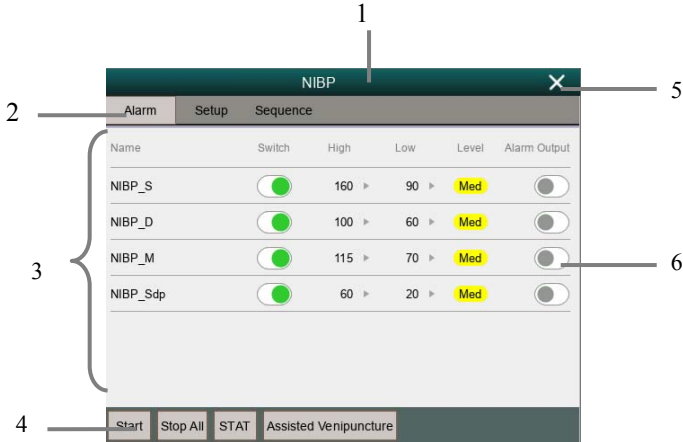 1
NIBP
5
2
Alarm Setup Sequence
Name Switch High Low Level Alarm Output
NIBP_S 160 90 Med
NIBP_D 100 60 Med
NIBP_M 115 70 Med
6
3
NIBP_Sdp 60 20 Med
4
Start Stop All STAT Assisted Venipuncture